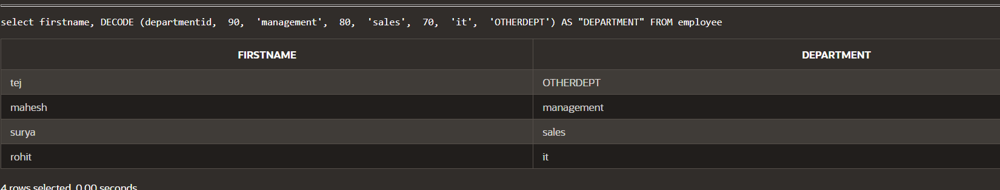 select firstname, DECODE (departmentid, 90, 'management', 80, 'sales', 70, 'it', 'OTHERDEPT') AS "DEPARTMENT" FROM employee
FIRSTNAME DEPARTMENT
tej OTHERDEPT
mahesh management
surya sales
rohit it
4 rows selected. 0.00 seconds